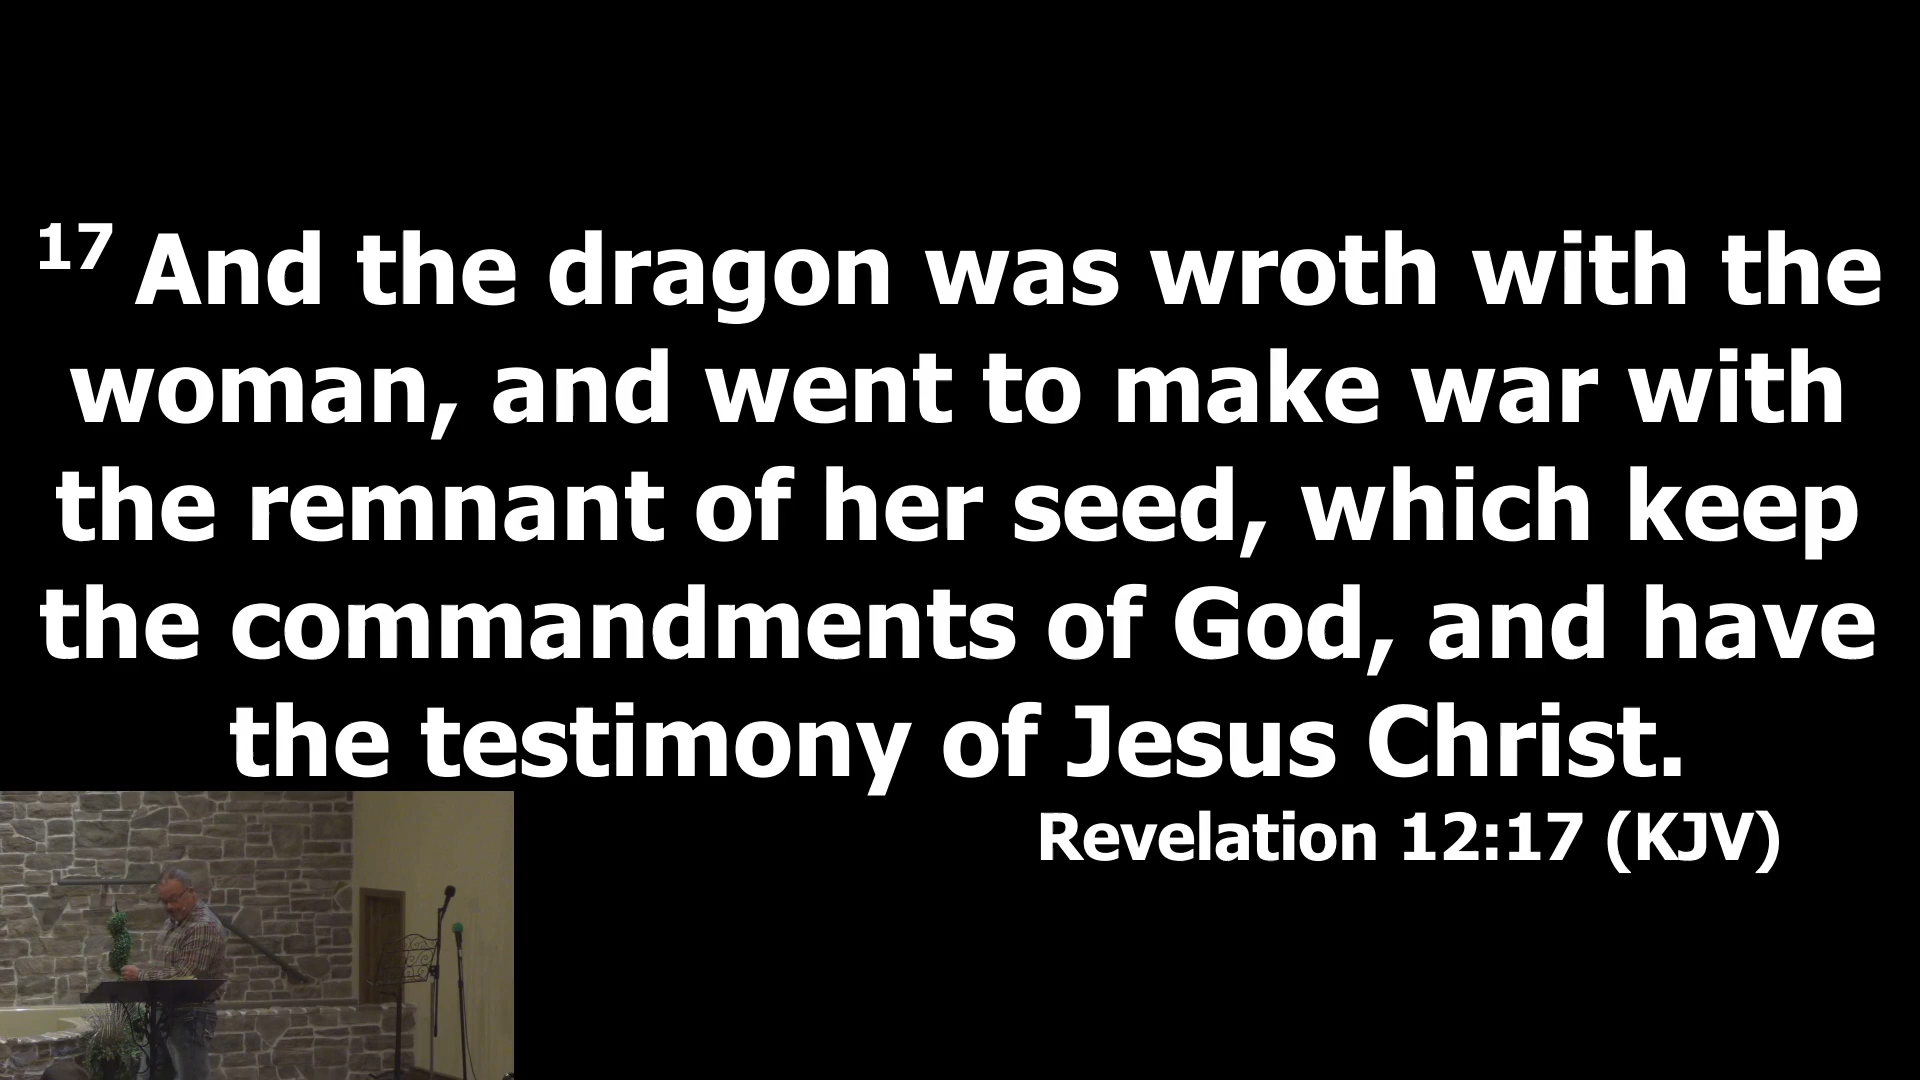 17 And the dragon was wroth with the
woman, and went to make war with
the remnant of her seed, which keep
the commandments of God, and have
the testimony of Jesus Christ.
Revelation 12:17 (KJV)